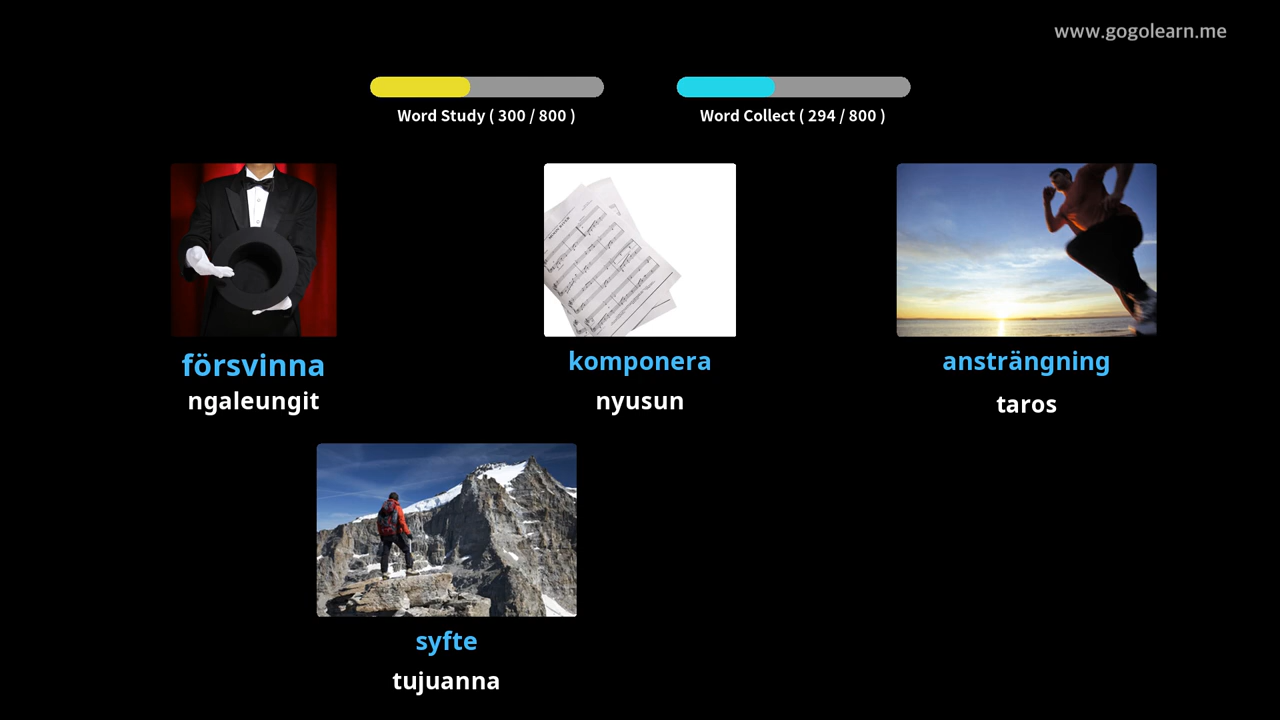 www.gogolearn.me
Word Study ( 300 / 800 )
Word Collect ( 294 / 800 )
försvinna
ngaleungit
komponera
nyusun
ansträngning
taros
syfte
tujuanna